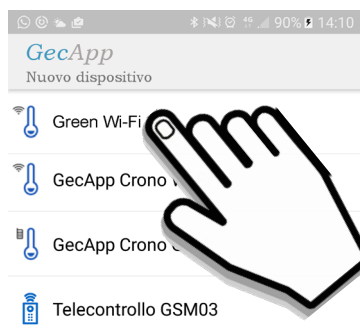 90% 14:10
GecApp
Nuovo dispositivo
Green Wi-Fi
GecApp Crono
GecApp Crono
Telecontrollo GSM03